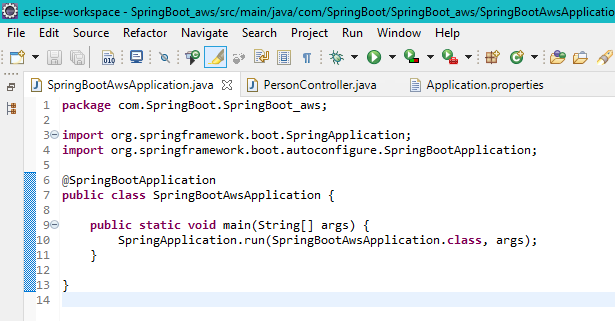 eclipse-workspace - SpringBoot_aws/src/main/java/com/SpringBoot/SpringBoot_aws/SpringBootAwsApplication
File Edit Source Refactor Navigate Search Project Run Window Help
010
SpringBootAwsApplication.java PersonController.java Application.properties
1 package com.SpringBoot.SpringBoot_aws;
2
3 import org.springframework.boot.SpringApplication;
4 import org.springframework.boot.autoconfigure.SpringBootApplication;
5
6 @SpringBootApplication
7 public class SpringBootAwsApplication {
8
9 public static void main(String[] args) {
10 SpringApplication.run(SpringBootAwsApplication.class, args);
11 }
12
13 }
14